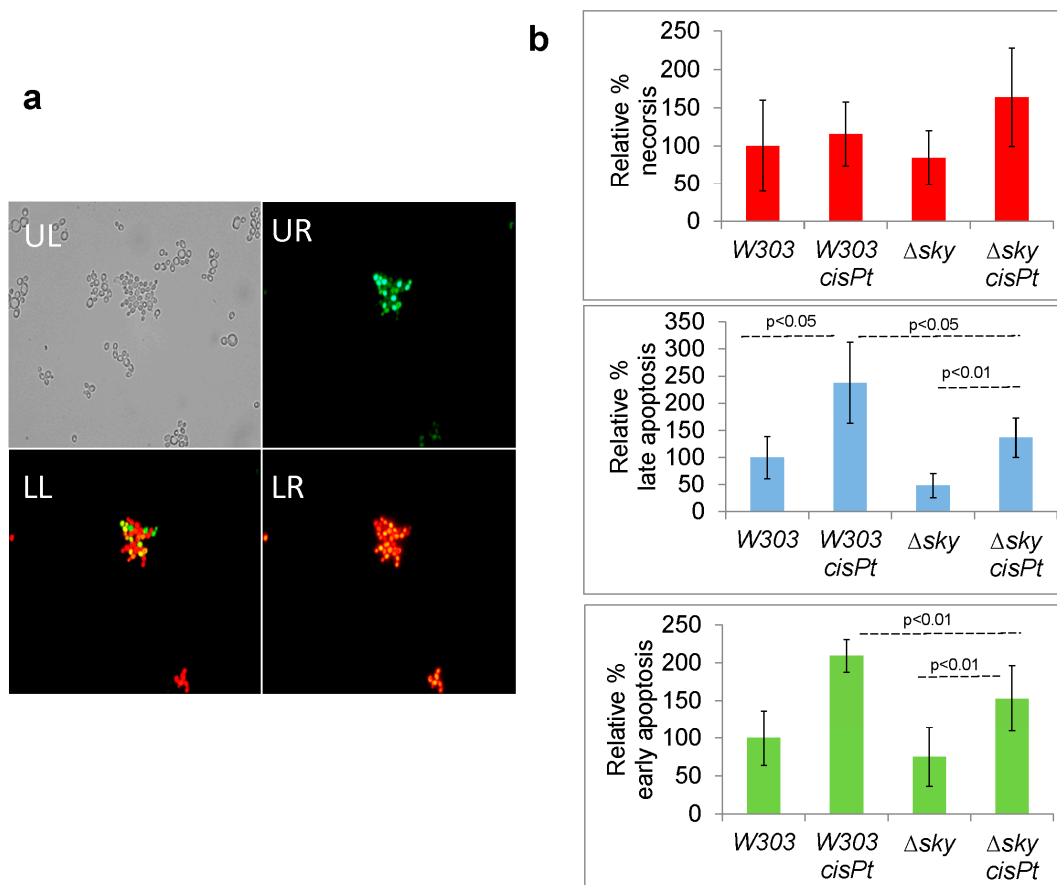 a
UL
UR
LL
LR
b
Relative %
necorsis
250
200
150
100
50
0
W303
W303
cisPt
Δsky
Δsky
cisPt
Relative %
late apoptosis
350
300
250
200
150
100
50
0
p<0.05
p<0.05
p<0.01
W303
W303
cisPt
Δsky
Δsky
cisPt
Relative %
early apoptosis
250
200
150
100
50
0
p<0.01
p<0.01
W303
W303
cisPt
Δsky
Δsky
cisPt